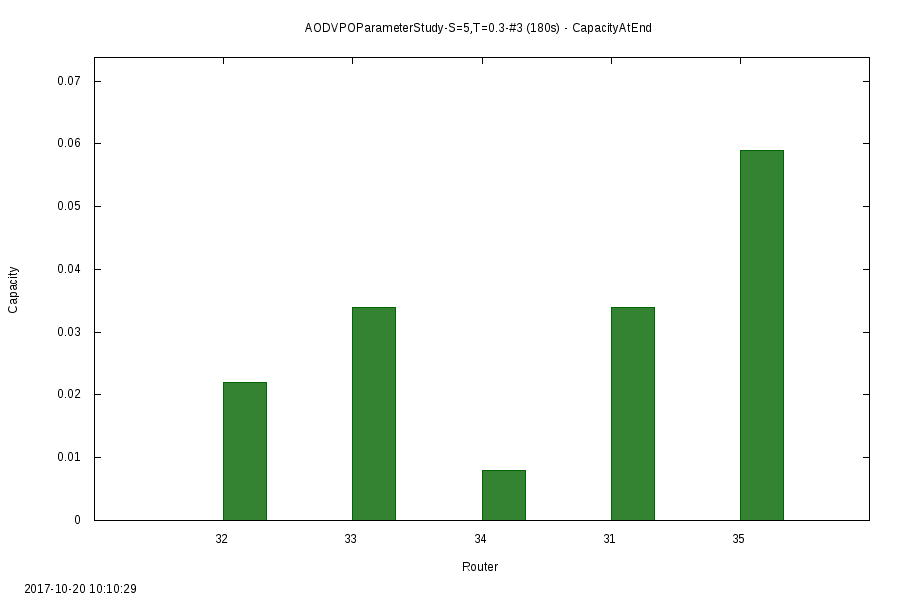 AODVPOParameterStudy-S=5,T=0.3-#3 (180s) - CapacityAtEnd
0.07
0.06
0.05
0.04
0.03
0.02
0.01
0
Capacity
32 33 34 31 35
Router
2017-10-20 10:10:29